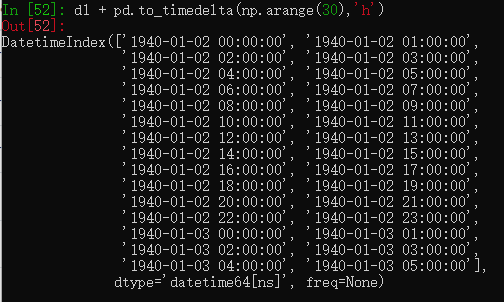 In [52]: d1 + pd.to_timedelta(np.arange(30),'h')
Out[52]:
DatetimeIndex(['1940-01-02 00:00:00', '1940-01-02 01:00:00',
'1940-01-02 02:00:00', '1940-01-02 03:00:00',
'1940-01-02 04:00:00', '1940-01-02 05:00:00',
'1940-01-02 06:00:00', '1940-01-02 07:00:00',
'1940-01-02 08:00:00', '1940-01-02 09:00:00',
'1940-01-02 10:00:00', '1940-01-02 11:00:00',
'1940-01-02 12:00:00', '1940-01-02 13:00:00',
'1940-01-02 14:00:00', '1940-01-02 15:00:00',
'1940-01-02 16:00:00', '1940-01-02 17:00:00',
'1940-01-02 18:00:00', '1940-01-02 19:00:00',
'1940-01-02 20:00:00', '1940-01-02 21:00:00',
'1940-01-02 22:00:00', '1940-01-02 23:00:00',
'1940-01-03 00:00:00', '1940-01-03 01:00:00',
'1940-01-03 02:00:00', '1940-01-03 03:00:00',
'1940-01-03 04:00:00', '1940-01-03 05:00:00'],
dtype='datetime64[ns]', freq=None)